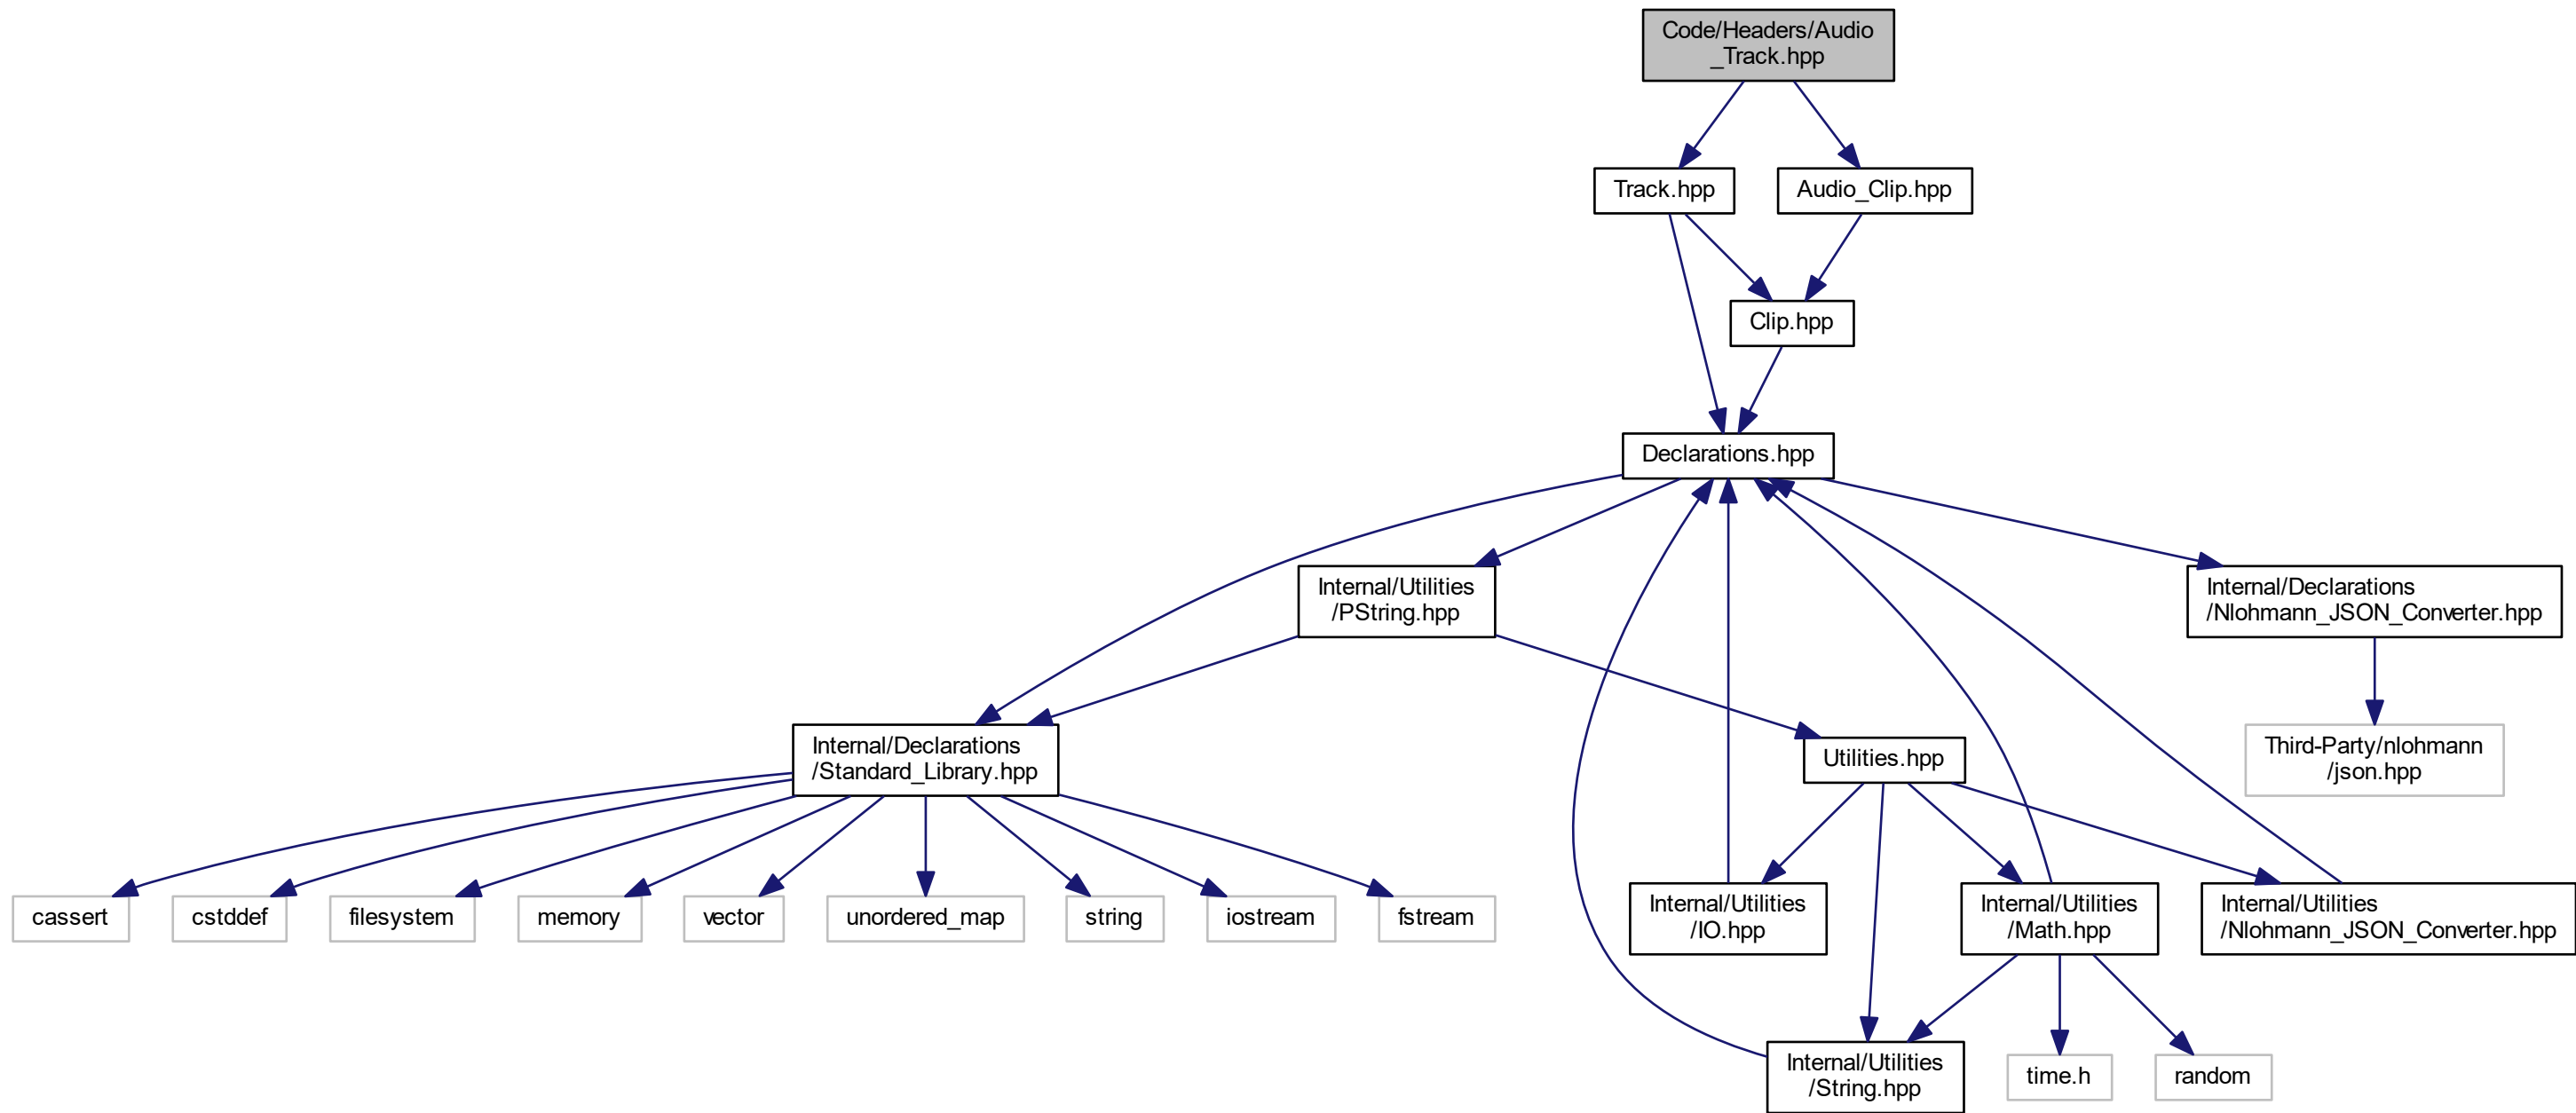 Code/Headers/Audio
_Track.hpp
Track.hpp
Audio_Clip.hpp
Clip.hpp
Declarations.hpp
Internal/Utilities
/PString.hpp
Internal/Declarations
/Nlohmann_JSON_Converter.hpp
Internal/Declarations
/Standard_Library.hpp
Utilities.hpp
Third-Party/nlohmann
/json.hpp
cassert
cstddef
filesystem
memory
vector
unordered_map
string
iostream
fstream
Internal/Utilities
/IO.hpp
Internal/Utilities
/Math.hpp
Internal/Utilities
/Nlohmann_JSON_Converter.hpp
Internal/Utilities
/String.hpp
time.h
random